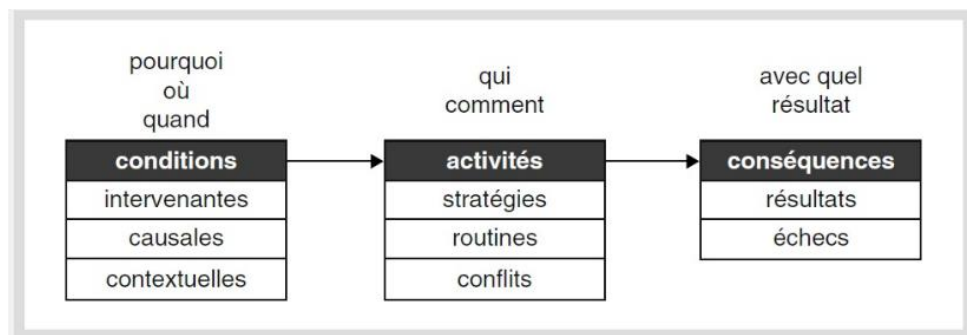 pourquoi
où
quand
qui
comment
avec quel
résultat
conditions
activités
conséquences
intervenantes
stratégies
résultats
causales
routines
échecs
contextuelles
conflits